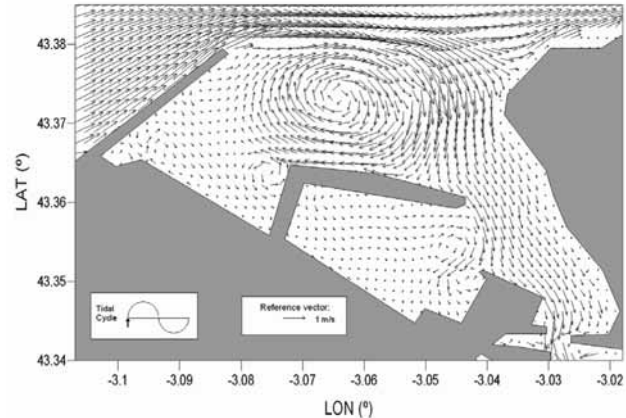 LAT (º)
43.38
43.37
43.36
43.35
43.34
Tidal
Cycle
Reference vector:
1 m/s
-3.1
-3.09
-3.08
-3.07
-3.06
-3.05
-3.04
-3.03
-3.02
LON (º)